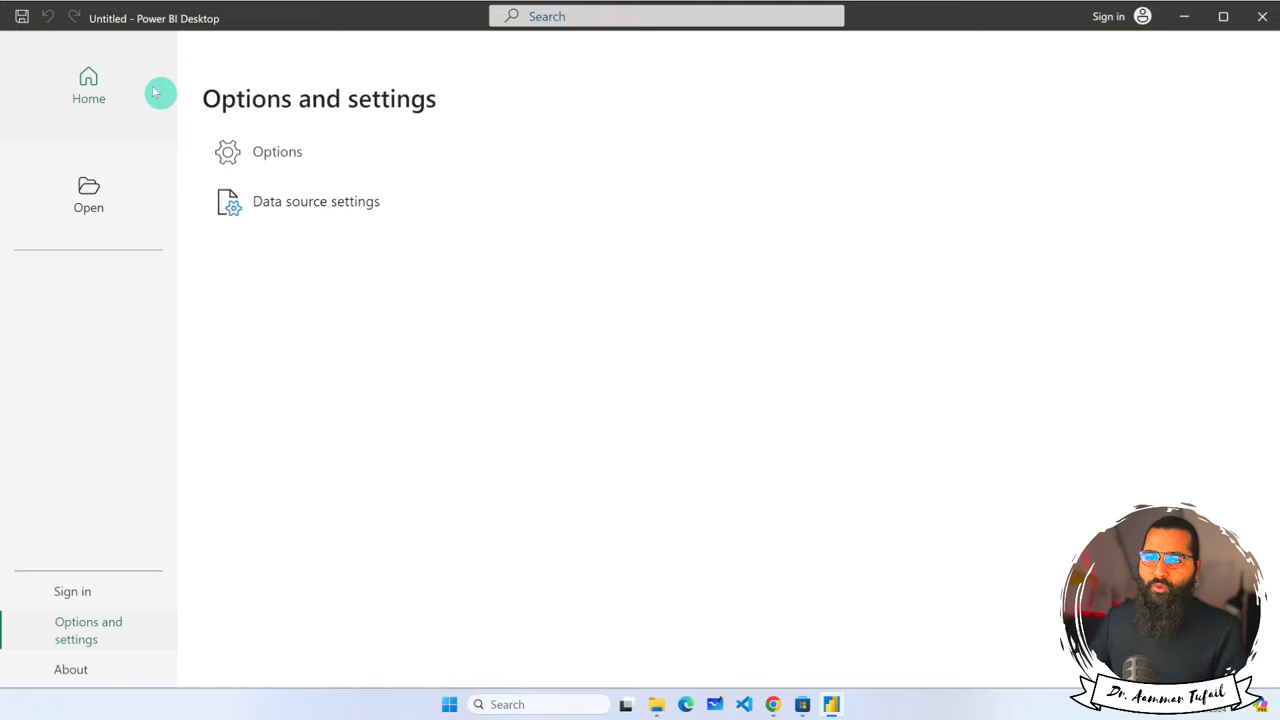 Untitled - Power BI Desktop
Search
Sign in
Home
Options and settings
Options
Open
Data source settings
Sign in
Options and
settings
About
Search
Dr. Aammar Tufail